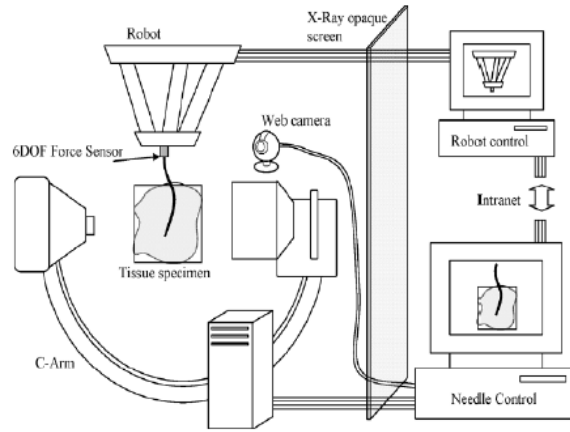 X-Ray opaque
screen
Robot
Web camera
6DOF Force Sensor
Robot control
Intranet
Tissue specimen
C-Arm
Needle Control